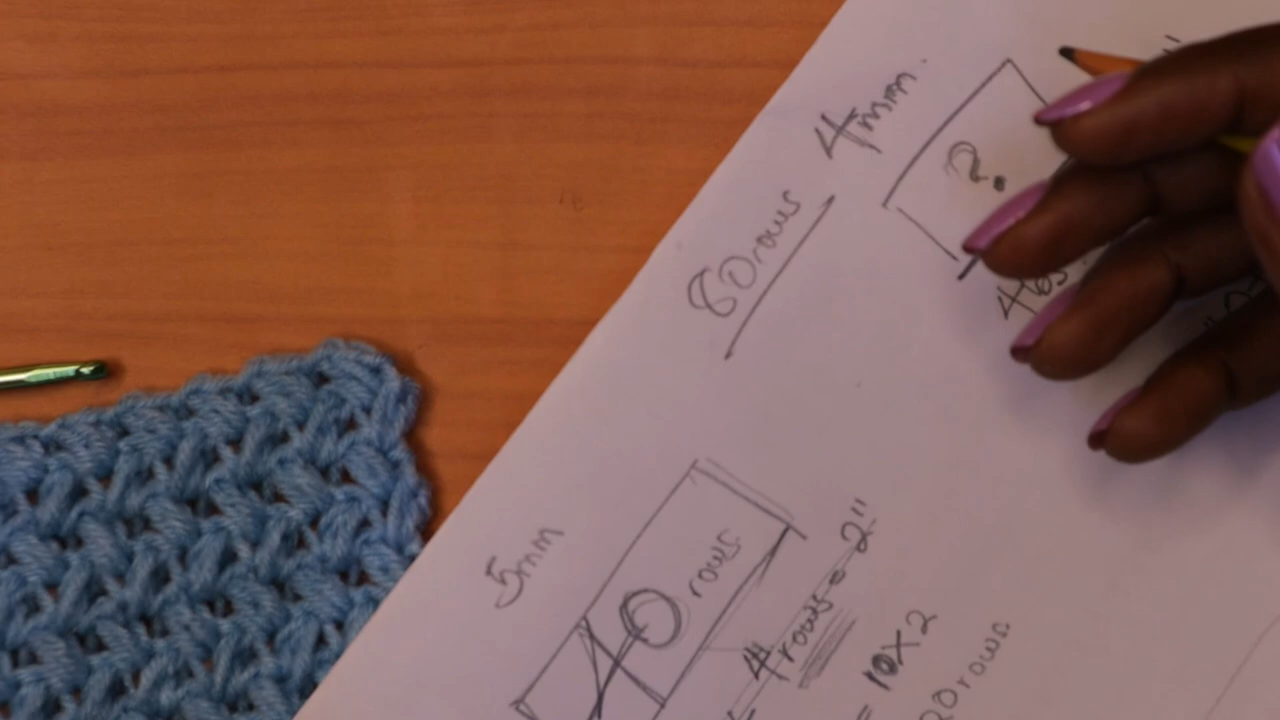 4mm.
?
80 rows
5mm
40 rows
4 rows = 2"
= 10x2
20 rows.